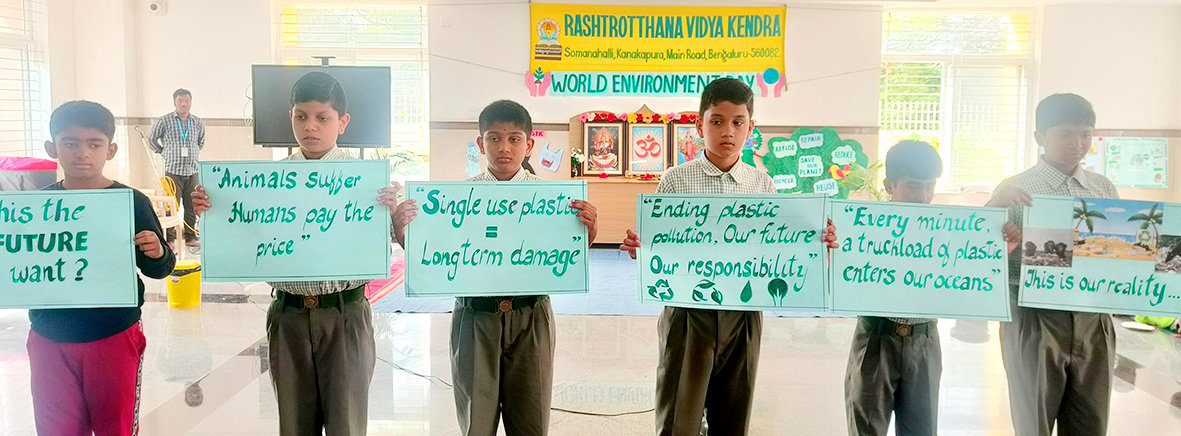 RASHTROTTHANA VIDYA KENDRA
Somanahalli, Kanakapura, Main Road, Bengaluru-560082.
WORLD ENVIRONMENT DAY
his the
FUTURE
want?
"Animals suffer
Humans pay the
price"
"Single use plastic
=
Longterm damage"
"Ending plastic
pollution, Our future
Our responsibility"
"Every minute,
a truckload of plastic
enters our oceans"
This is our reality...
REFUSE
REPAIR
REDUCE
SAVE
OUR
PLANET
RECYCLE
REUSE
ॐ